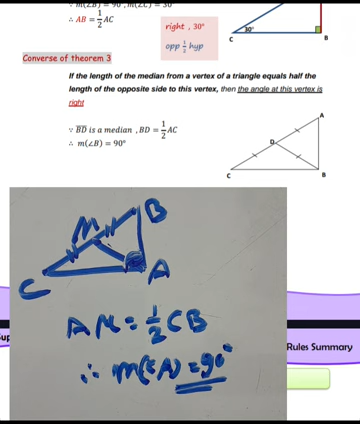 ∵ m(∠B) = 90°, m(∠C) = 30°
∴ AB = 1/2 AC
right , 30°
opp 1/2 hyp
30°
C
B
Converse of theorem 3
If the length of the median from a vertex of a triangle equals half the
length of the opposite side to this vertex, then the angle at this vertex is
right
∵ BD is a median , BD = 1/2 AC
∴ m(∠B) = 90°
A
D
C
B
B
M
A
C
AM = 1/2 CB
∴ m(∠A) = 90°
Sup
Rules Summary